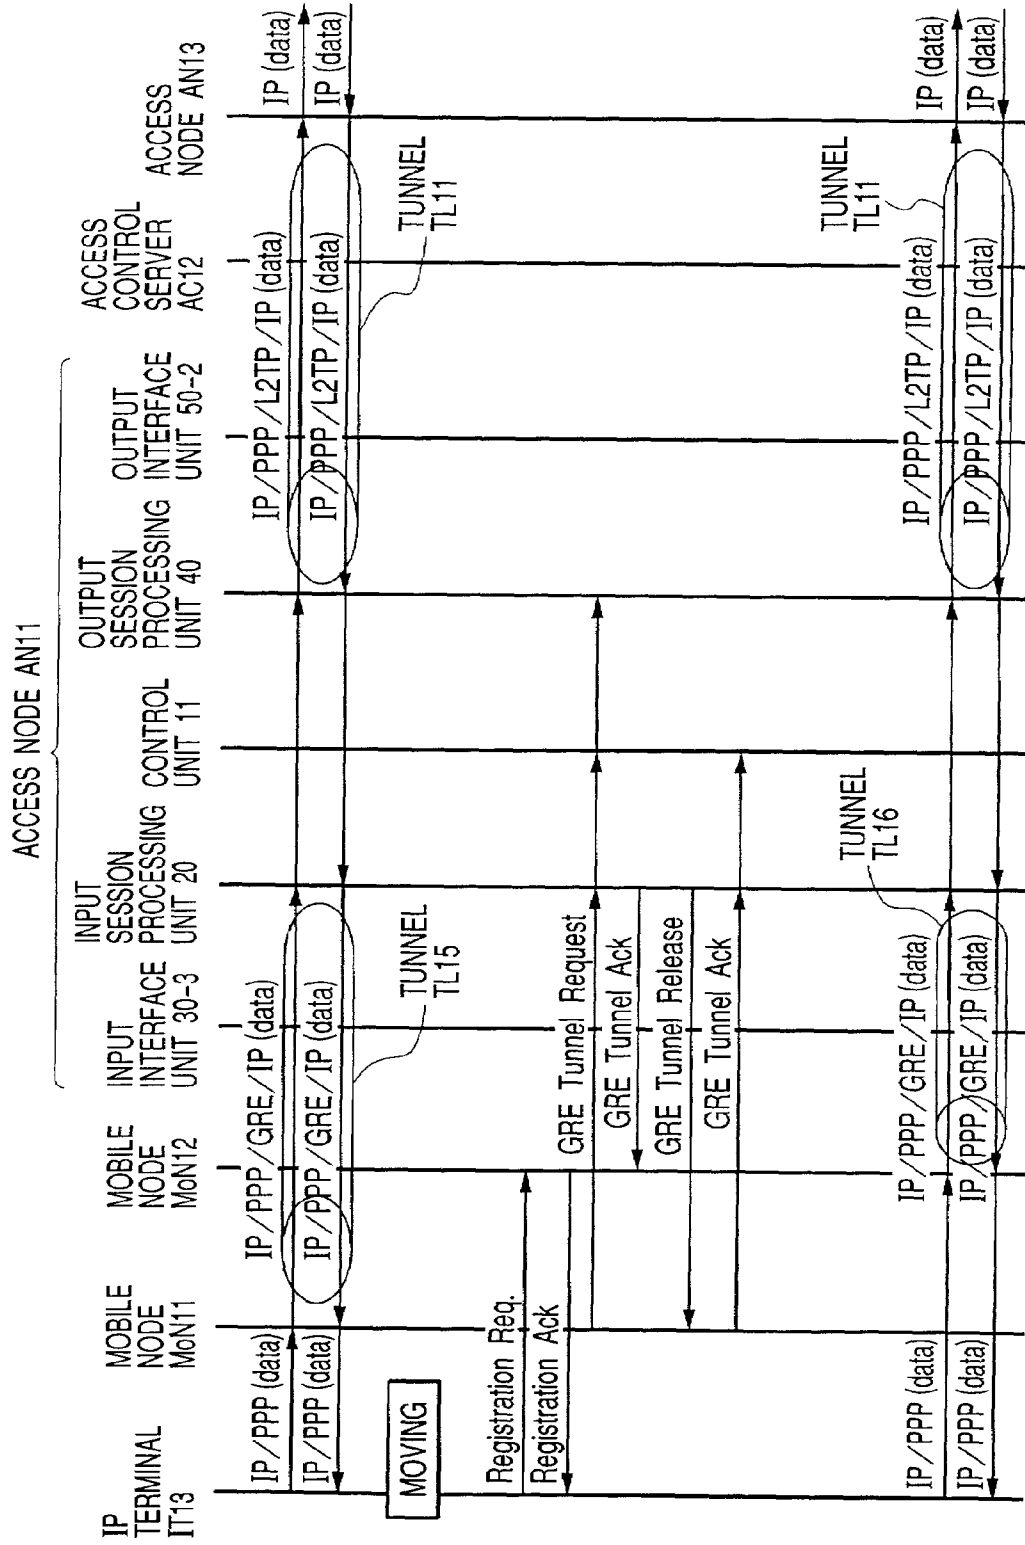 ACCESS NODE AN11
IP
TERMINAL
IT13
MOBILE
NODE
MoN11
MOBILE
NODE
MoN12
INPUT
INTERFACE
UNIT 30-3
INPUT
SESSION
PROCESSING
UNIT 20
CONTROL
UNIT 11
OUTPUT
SESSION
PROCESSING
UNIT 40
OUTPUT
INTERFACE
UNIT 50-2
ACCESS
CONTROL
SERVER
AC12
ACCESS
NODE AN13
IP/PPP (data)
IP/PPP/GRE/IP (data)
IP/PPP/L2TP/IP (data)
IP (data)
IP/PPP (data)
IP/PPP/GRE/IP (data)
IP/PPP/L2TP/IP (data)
IP (data)
TUNNEL
TL15
TUNNEL
TL11
MOVING
Registration Req.
Registration Ack
GRE Tunnel Request
GRE Tunnel Ack
GRE Tunnel Release
GRE Tunnel Ack
TUNNEL
TL16
TUNNEL
TL11
IP/PPP (data)
IP/PPP/GRE/IP (data)
IP/PPP/L2TP/IP (data)
IP (data)
IP/PPP (data)
IP/PPP/GRE/IP (data)
IP/PPP/L2TP/IP (data)
IP (data)